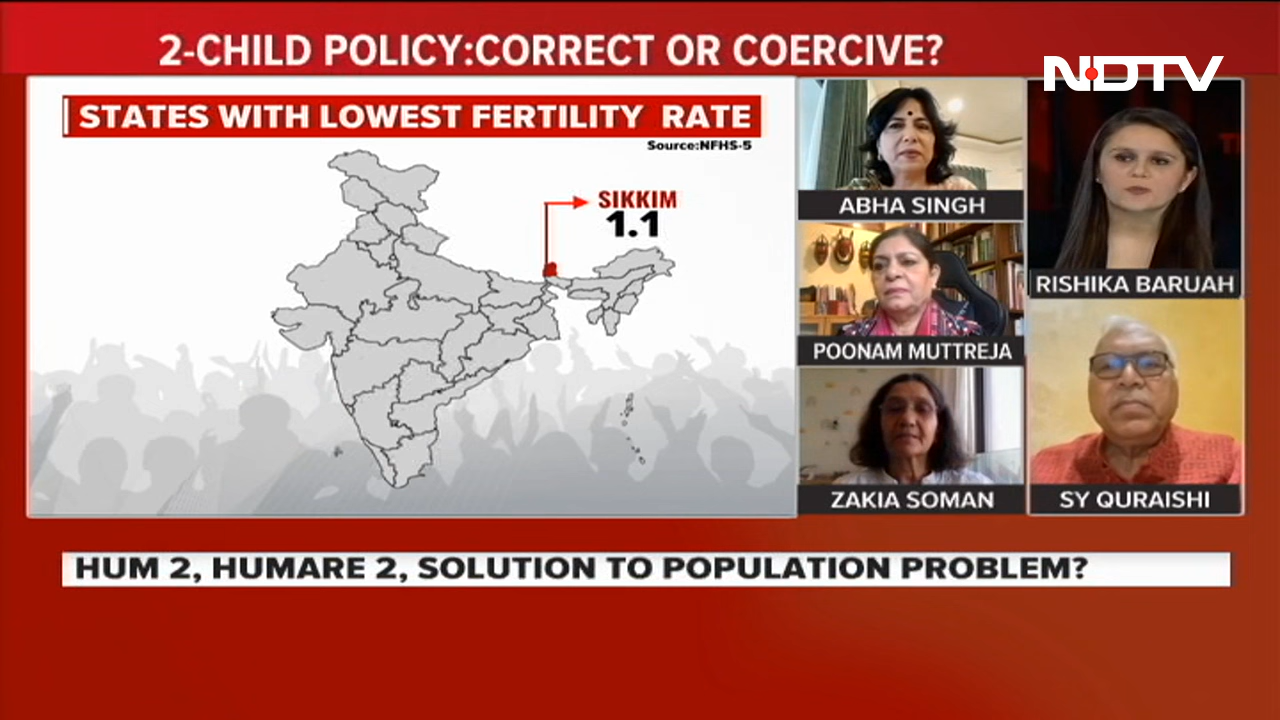 2-CHILD POLICY:CORRECT OR COERCIVE?
NDTV
STATES WITH LOWEST FERTILITY RATE
Source:NFHS-5
SIKKIM
1.1
ABHA SINGH
POONAM MUTTREJA
ZAKIA SOMAN
RISHIKA BARUAH
SY QURAISHI
HUM 2, HUMARE 2, SOLUTION TO POPULATION PROBLEM?